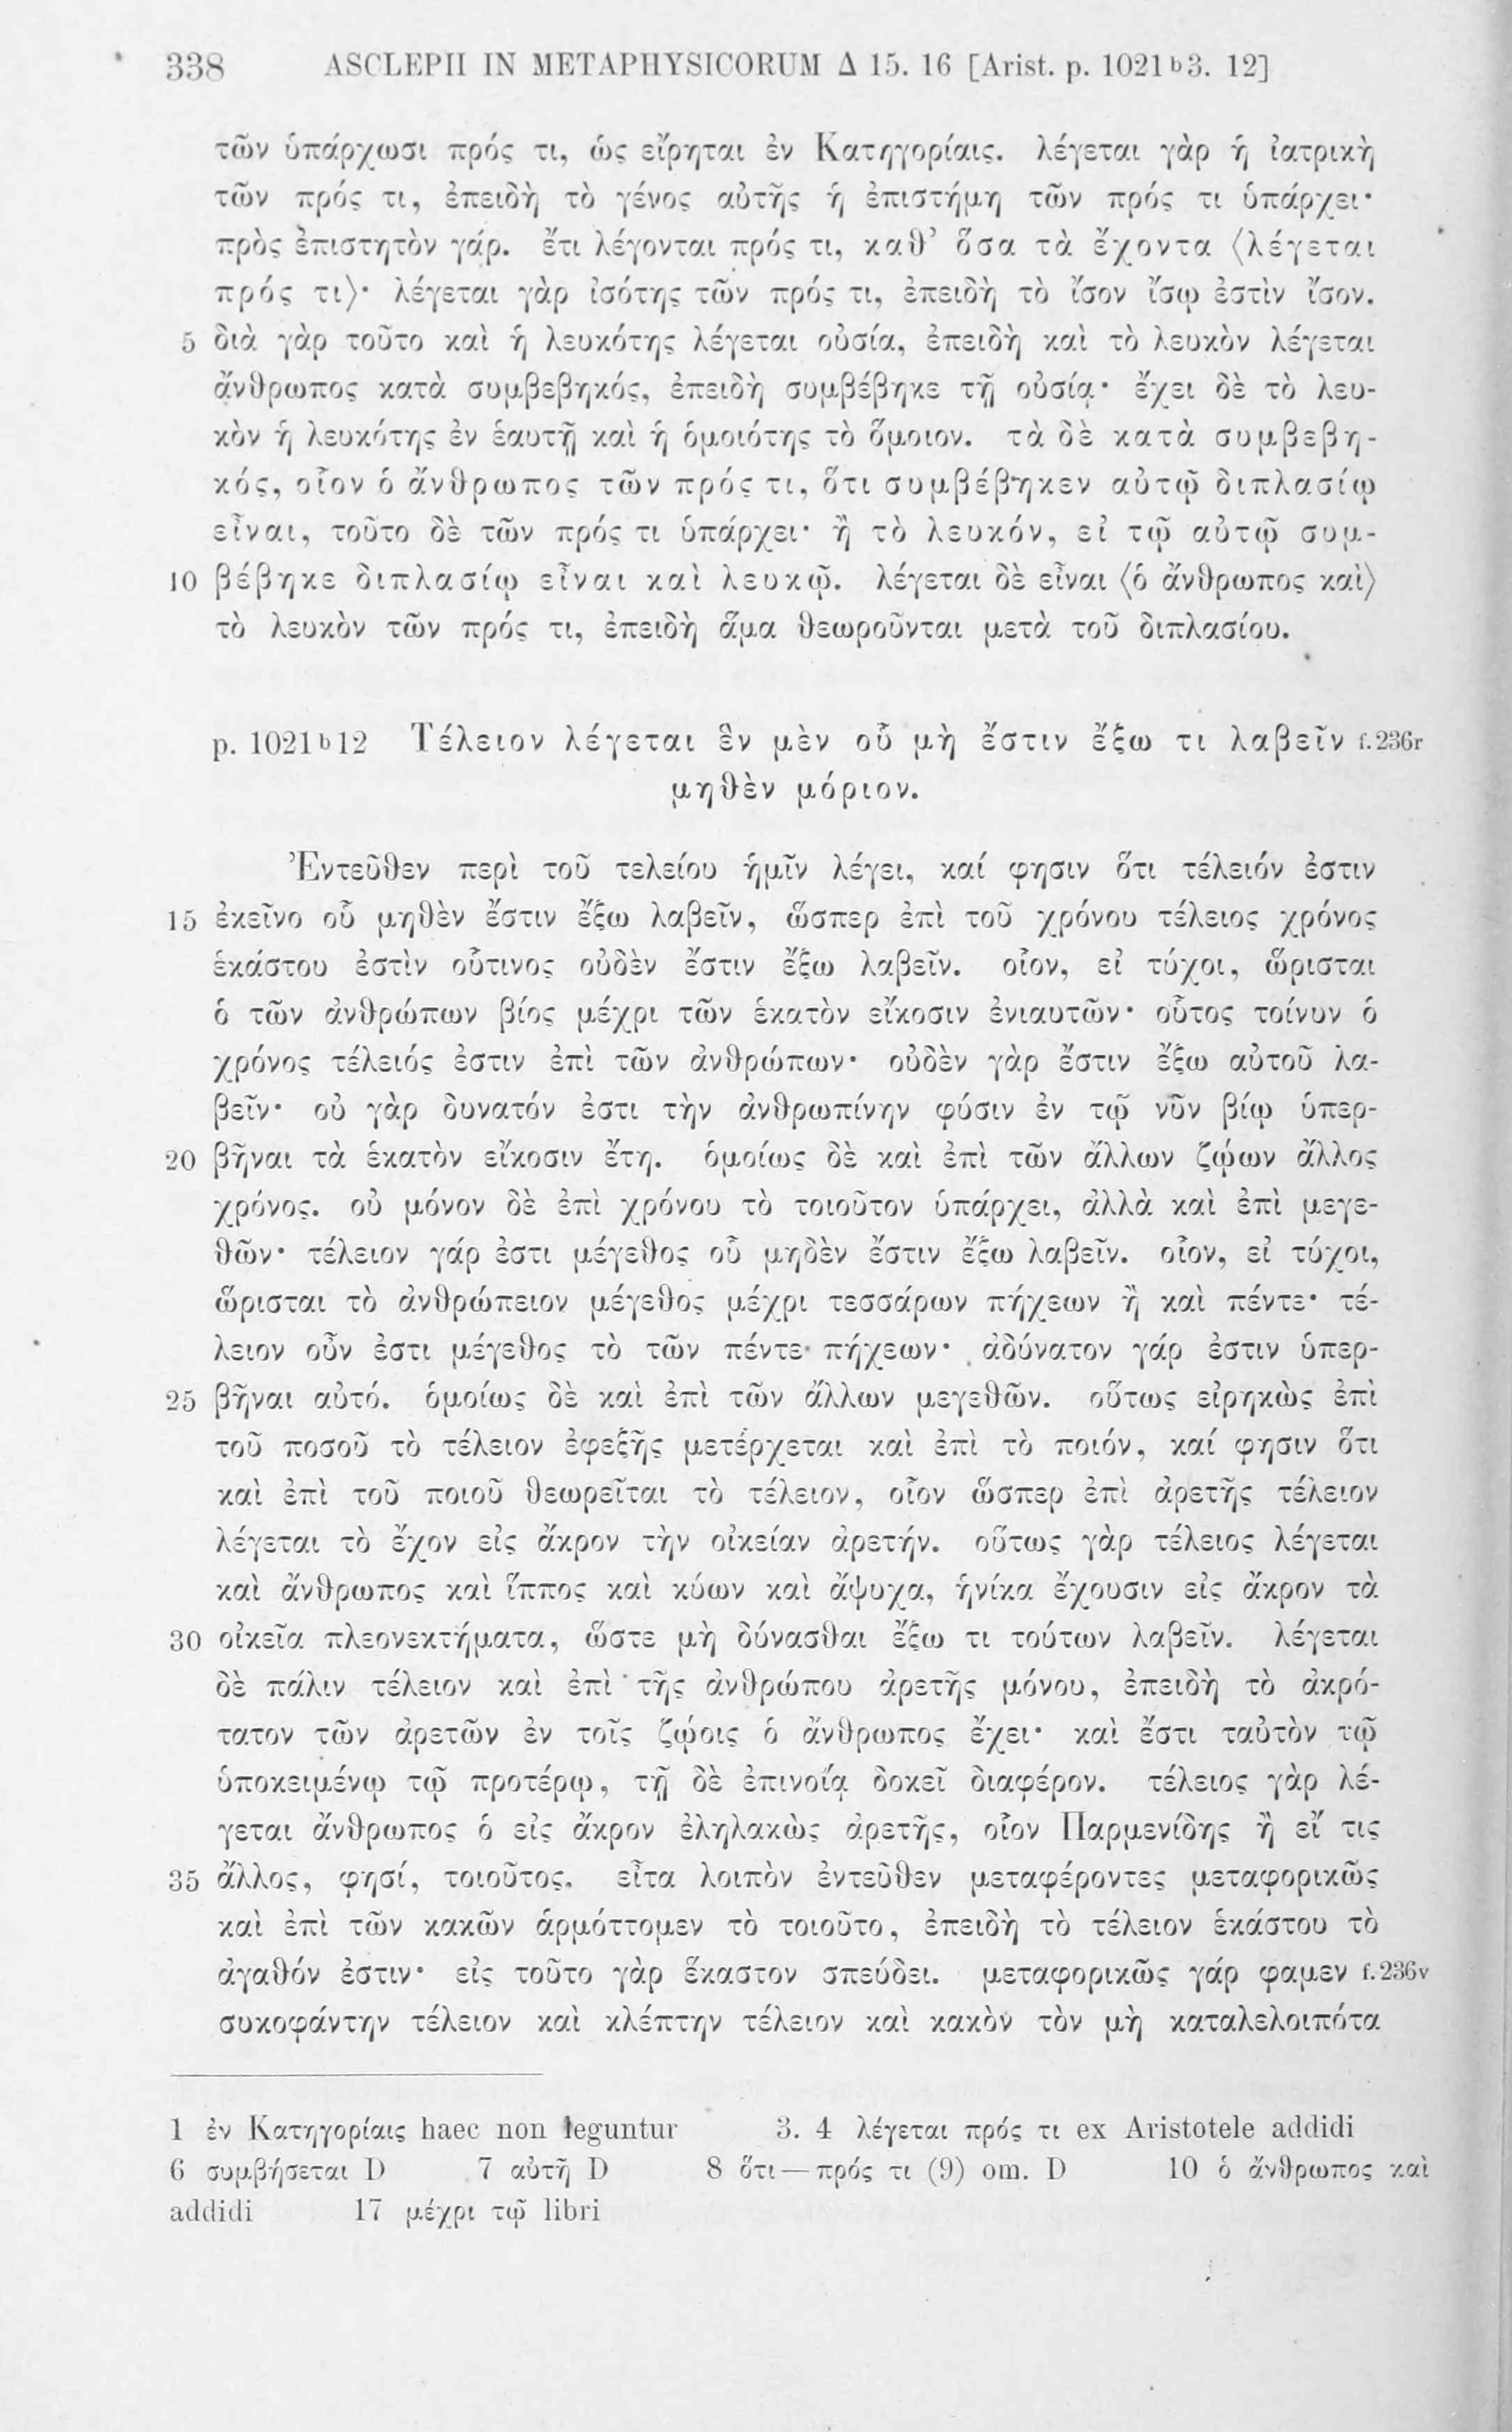 338 ASCLEPII IN METAPHYSICORUM Δ 15. 16 [Arist. p. 1021 b 3. 12]
τῶν ὑπάρχωσι πρός τι, ὡς εἴρηται ἐν Κατηγορίαις. λέγεται γὰρ ἡ ἰατρικὴ
τῶν πρός τι, ἐπειδὴ τὸ γένος αὐτῆς ἡ ἐπιστήμη τῶν πρός τι ὑπάρχει·
πρὸς ἐπιστητὸν γάρ. ἔτι λέγονται πρός τι, καθ’ ὅσα τὰ ἔχοντα ⟨λέγεται
πρός τι⟩· λέγεται γὰρ ἰσότης τῶν πρός τι, ἐπειδὴ τὸ ἴσον ἴσῳ ἐστὶν ἴσον.
5 διὰ γὰρ τοῦτο καὶ ἡ λευκότης λέγεται οὐσία, ἐπειδὴ καὶ τὸ λευκὸν λέγεται
ἄνθρωπος κατὰ συμβεβηκός, ἐπειδὴ συμβέβηκε τῇ οὐσίᾳ· ἔχει δὲ τὸ λευ-
κὸν ἡ λευκότης ἐν ἑαυτῇ καὶ ἡ ὁμοιότης τὸ ὅμοιον. τὰ δὲ κατὰ συμβεβη-
κός, οἷον ὁ ἄνθρωπος τῶν πρός τι, ὅτι συμβέβηκεν αὐτῷ διπλασίῳ
εἶναι, τοῦτο δὲ τῶν πρός τι ὑπάρχει· ἢ τὸ λευκόν, εἰ τῷ αὐτῷ συμ-
10 βέβηκε διπλασίῳ εἶναι καὶ λευκῷ. λέγεται δὲ εἶναι ⟨ὁ ἄνθρωπος καὶ⟩
τὸ λευκὸν τῶν πρός τι, ἐπειδὴ ἅμα θεωροῦνται μετὰ τοῦ διπλασίου.
p. 1021 b 12 Τέλειον λέγεται ἓν μὲν οὗ μὴ ἔστιν ἔξω τι λαβεῖν f. 236r
μηθὲν μόριον.
Ἐντεῦθεν περὶ τοῦ τελείου ἡμῖν λέγει, καί φησιν ὅτι τέλειόν ἐστιν
15 ἐκεῖνο οὗ μηθὲν ἔστιν ἔξω λαβεῖν, ὥσπερ ἐπὶ τοῦ χρόνου τέλειος χρόνος
ἑκάστου ἐστὶν οὗτινος οὐδὲν ἔστιν ἔξω λαβεῖν. οἷον, εἰ τύχοι, ὥρισται
ὁ τῶν ἀνθρώπων βίος μέχρι τῶν ἑκατὸν εἴκοσιν ἐνιαυτῶν· οὗτος τοίνυν ὁ
χρόνος τέλειός ἐστιν ἐπὶ τῶν ἀνθρώπων· οὐδὲν γὰρ ἔστιν ἔξω αὐτοῦ λα-
βεῖν· οὐ γὰρ δυνατόν ἐστι τὴν ἀνθρωπίνην φύσιν ἐν τῷ νῦν βίῳ ὑπερ-
20 βῆναι τὰ ἑκατὸν εἴκοσιν ἔτη. ὁμοίως δὲ καὶ ἐπὶ τῶν ἄλλων ζῴων ἄλλος
χρόνος. οὐ μόνον δὲ ἐπὶ χρόνου τὸ τοιοῦτον ὑπάρχει, ἀλλὰ καὶ ἐπὶ μεγε-
θῶν· τέλειον γάρ ἐστι μέγεθος οὗ μηδὲν ἔστιν ἔξω λαβεῖν. οἷον, εἰ τύχοι,
ὥρισται τὸ ἀνθρώπειον μέγεθος μέχρι τεσσάρων πήχεων ἢ καὶ πέντε· τέ-
λειον οὖν ἐστι μέγεθος τὸ τῶν πέντε πήχεων· ἀδύνατον γάρ ἐστιν ὑπερ-
25 βῆναι αὐτό. ὁμοίως δὲ καὶ ἐπὶ τῶν ἄλλων μεγεθῶν. οὕτως εἰρηκὼς ἐπὶ
τοῦ ποσοῦ τὸ τέλειον ἐφεξῆς μετέρχεται καὶ ἐπὶ τὸ ποιόν, καί φησιν ὅτι
καὶ ἐπὶ τοῦ ποιοῦ θεωρεῖται τὸ τέλειον, οἷον ὥσπερ ἐπὶ ἀρετῆς τέλειον
λέγεται τὸ ἔχον εἰς ἄκρον τὴν οἰκείαν ἀρετήν. οὕτως γὰρ τέλειος λέγεται
καὶ ἄνθρωπος καὶ ἵππος καὶ κύων καὶ ἄψυχα, ἡνίκα ἔχουσιν εἰς ἄκρον τὰ
30 οἰκεῖα πλεονεκτήματα, ὥστε μὴ δύνασθαι ἔξω τι τούτων λαβεῖν. λέγεται
δὲ πάλιν τέλειον καὶ ἐπὶ τῆς ἀνθρώπου ἀρετῆς μόνου, ἐπειδὴ τὸ ἀκρό-
τατον τῶν ἀρετῶν ἐν τοῖς ζῴοις ὁ ἄνθρωπος ἔχει· καὶ ἔστι ταὐτὸν τῷ
ὑποκειμένῳ τῷ προτέρῳ, τῇ δὲ ἐπινοίᾳ δοκεῖ διαφέρον. τέλειος γὰρ λέ-
γεται ἄνθρωπος ὁ εἰς ἄκρον ἐληλακὼς ἀρετῆς, οἷον Παρμενίδης ἢ εἴ τις
35 ἄλλος, φησί, τοιοῦτος. εἶτα λοιπὸν ἐντεῦθεν μεταφέροντες μεταφορικῶς
καὶ ἐπὶ τῶν κακῶν ἁρμόττομεν τὸ τοιοῦτο, ἐπειδὴ τὸ τέλειον ἑκάστου τὸ
ἀγαθόν ἐστιν· εἰς τοῦτο γὰρ ἕκαστον σπεύδει. μεταφορικῶς γάρ φαμεν f. 236v
συκοφάντην τέλειον καὶ κλέπτην τέλειον καὶ κακὸν τὸν μὴ καταλελοιπότα
1 ἐν Κατηγορίαις haec non leguntur 3. 4 λέγεται πρός τι ex Aristotele addidi
6 συμβήσεται D 7 αὐτῇ D 8 ὅτι — πρός τι (9) om. D 10 ὁ ἄνθρωπος καὶ
addidi 17 μέχρι τῷ libri